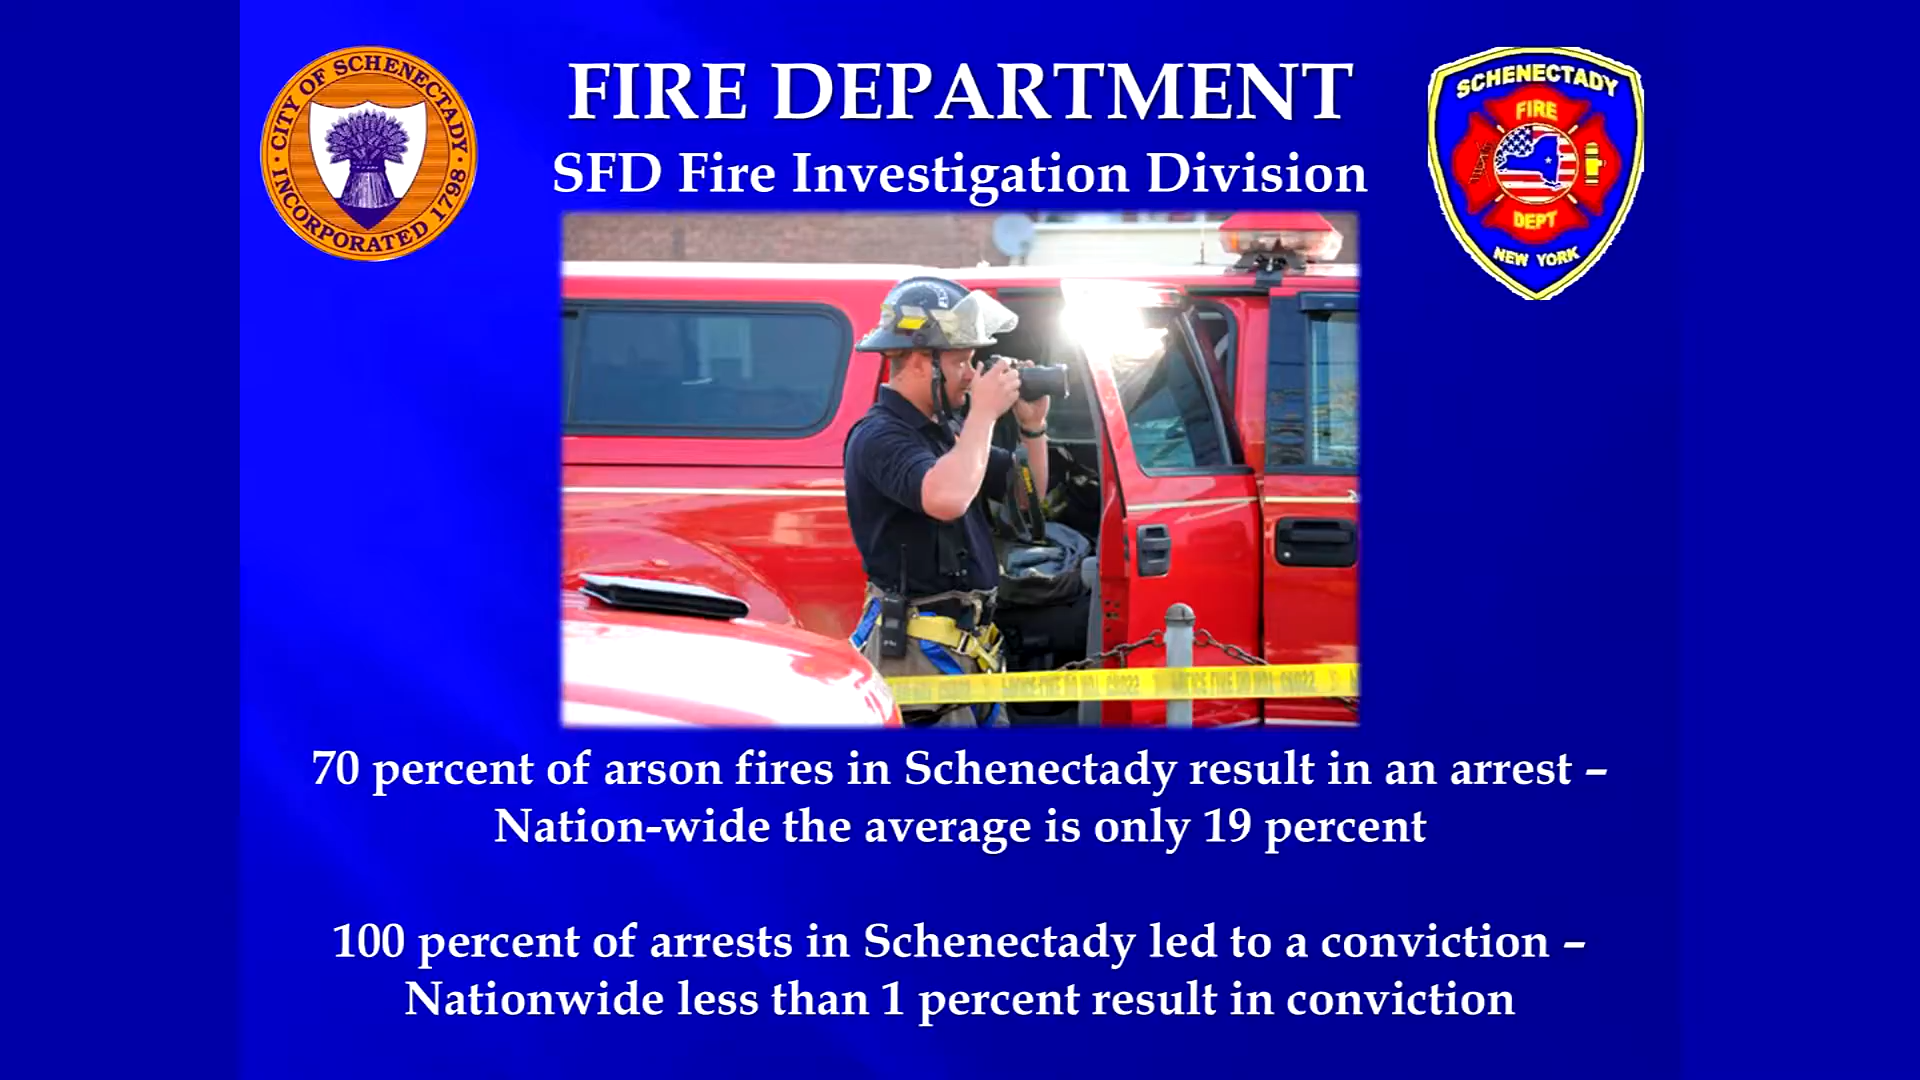 CITY OF SCHENECTADY
INCORPORATED 1798
FIRE DEPARTMENT
SFD Fire Investigation Division
SCHENECTADY
FIRE
DEPT
NEW YORK
70 percent of arson fires in Schenectady result in an arrest –
Nation-wide the average is only 19 percent
100 percent of arrests in Schenectady led to a conviction –
Nationwide less than 1 percent result in conviction